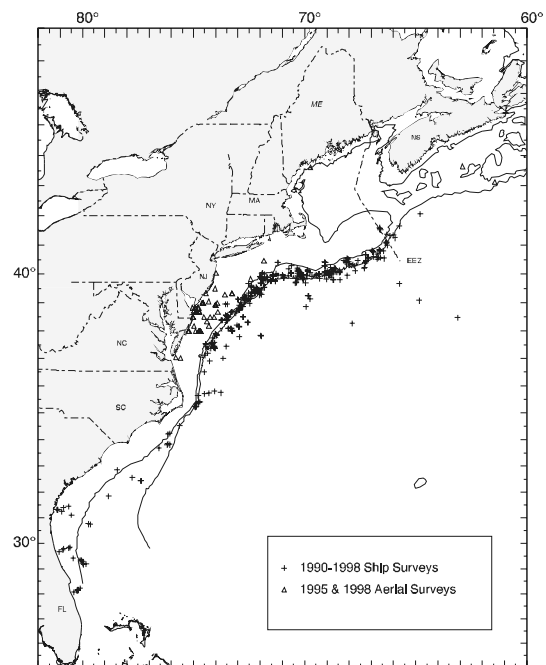 80° 70° 60°
ME
NS
MA
NY
EEZ
40°
NJ
NC
SC
30°
+ 1990-1998 Ship Surveys
△ 1995 & 1998 Aerial Surveys
FL